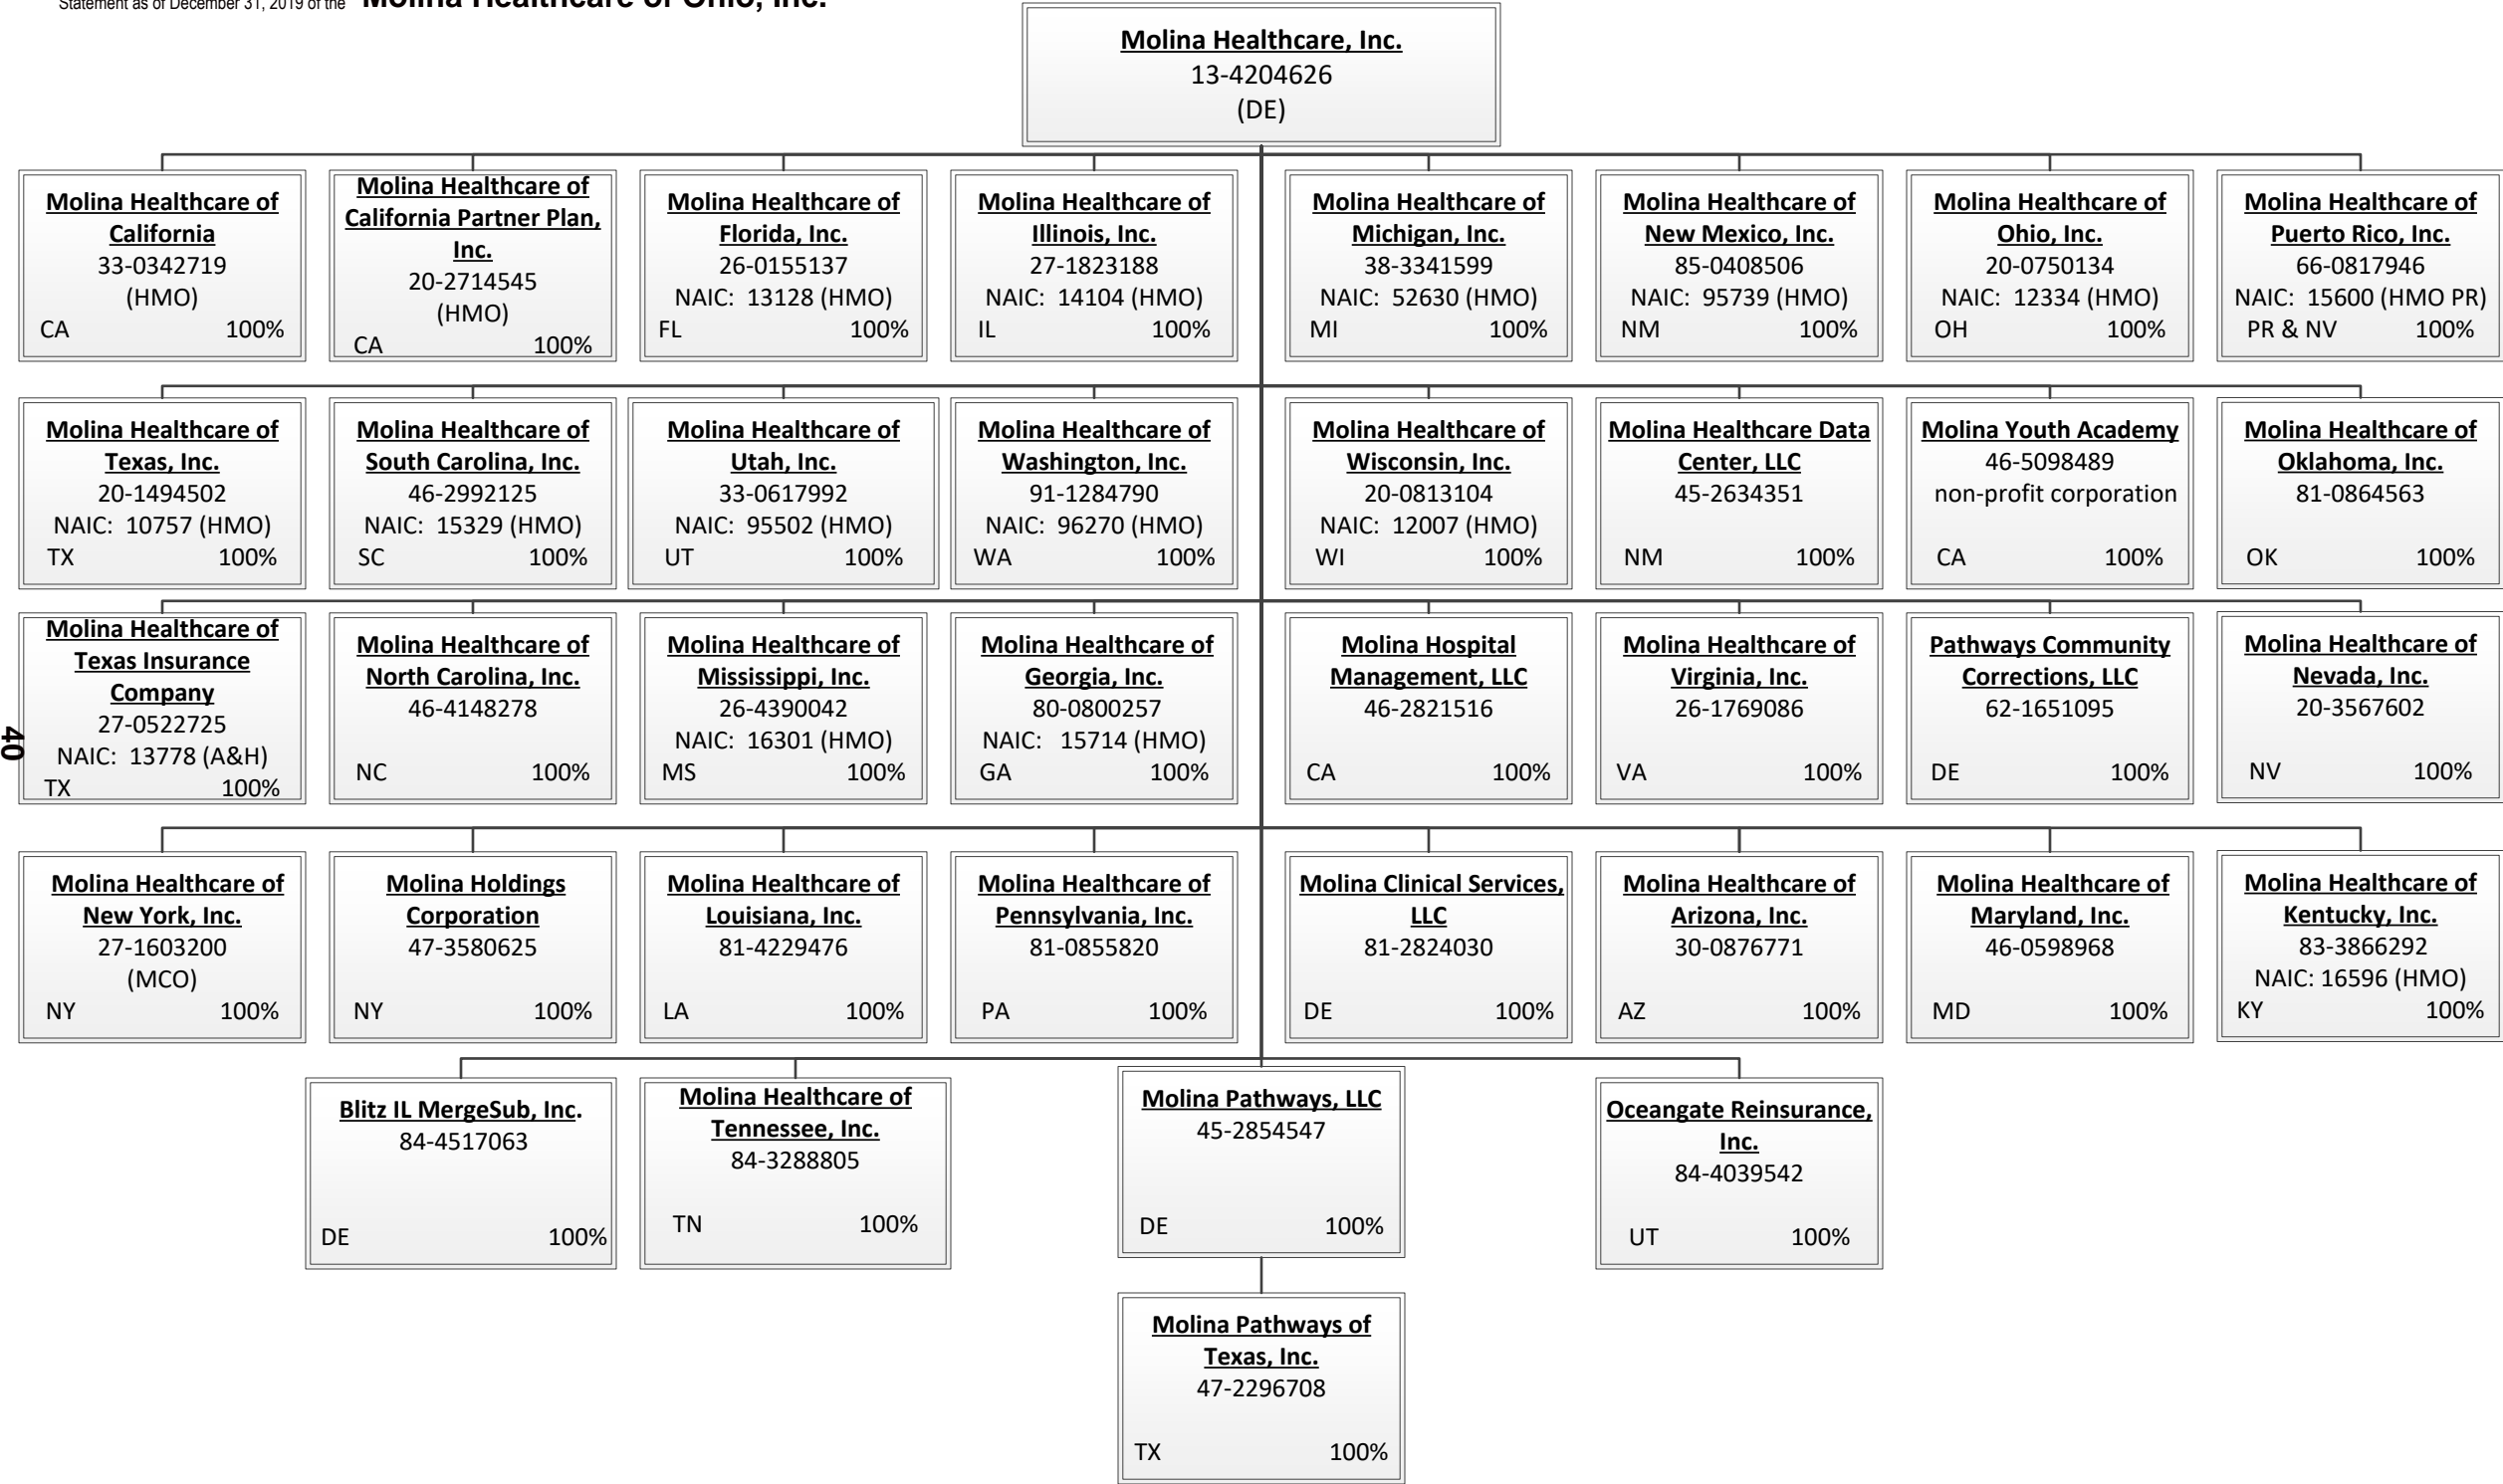 Statement as of December 31, 2019 of the Molina Healthcare of Ohio, Inc.
Molina Healthcare, Inc.
13-4204626
(DE)
Molina Healthcare of
California
33-0342719
(HMO)
CA 100%
Molina Healthcare of
California Partner Plan,
Inc.
20-2714545
(HMO)
CA 100%
Molina Healthcare of
Florida, Inc.
26-0155137
NAIC: 13128 (HMO)
FL 100%
Molina Healthcare of
Illinois, Inc.
27-1823188
NAIC: 14104 (HMO)
IL 100%
Molina Healthcare of
Michigan, Inc.
38-3341599
NAIC: 52630 (HMO)
MI 100%
Molina Healthcare of
New Mexico, Inc.
85-0408506
NAIC: 95739 (HMO)
NM 100%
Molina Healthcare of
Ohio, Inc.
20-0750134
NAIC: 12334 (HMO)
OH 100%
Molina Healthcare of
Puerto Rico, Inc.
66-0817946
NAIC: 15600 (HMO PR)
PR & NV 100%
Molina Healthcare of
Texas, Inc.
20-1494502
NAIC: 10757 (HMO)
TX 100%
Molina Healthcare of
South Carolina, Inc.
46-2992125
NAIC: 15329 (HMO)
SC 100%
Molina Healthcare of
Utah, Inc.
33-0617992
NAIC: 95502 (HMO)
UT 100%
Molina Healthcare of
Washington, Inc.
91-1284790
NAIC: 96270 (HMO)
WA 100%
Molina Healthcare of
Wisconsin, Inc.
20-0813104
NAIC: 12007 (HMO)
WI 100%
Molina Healthcare Data
Center, LLC
45-2634351
NM 100%
Molina Youth Academy
46-5098489
non-profit corporation
CA 100%
Molina Healthcare of
Oklahoma, Inc.
81-0864563
OK 100%
Molina Healthcare of
Texas Insurance
Company
27-0522725
NAIC: 13778 (A&H)
TX 100%
Molina Healthcare of
North Carolina, Inc.
46-4148278
NC 100%
Molina Healthcare of
Mississippi, Inc.
26-4390042
NAIC: 16301 (HMO)
MS 100%
Molina Healthcare of
Georgia, Inc.
80-0800257
NAIC: 15714 (HMO)
GA 100%
Molina Hospital
Management, LLC
46-2821516
CA 100%
Molina Healthcare of
Virginia, Inc.
26-1769086
VA 100%
Pathways Community
Corrections, LLC
62-1651095
DE 100%
Molina Healthcare of
Nevada, Inc.
20-3567602
NV 100%
40
Molina Healthcare of
New York, Inc.
27-1603200
(MCO)
NY 100%
Molina Holdings
Corporation
47-3580625
NY 100%
Molina Healthcare of
Louisiana, Inc.
81-4229476
LA 100%
Molina Healthcare of
Pennsylvania, Inc.
81-0855820
PA 100%
Molina Clinical Services,
LLC
81-2824030
DE 100%
Molina Healthcare of
Arizona, Inc.
30-0876771
AZ 100%
Molina Healthcare of
Maryland, Inc.
46-0598968
MD 100%
Molina Healthcare of
Kentucky, Inc.
83-3866292
NAIC: 16596 (HMO)
KY 100%
Blitz IL MergeSub, Inc.
84-4517063
DE 100%
Molina Healthcare of
Tennessee, Inc.
84-3288805
TN 100%
Molina Pathways, LLC
45-2854547
DE 100%
Oceangate Reinsurance,
Inc.
84-4039542
UT 100%
Molina Pathways of
Texas, Inc.
47-2296708
TX 100%